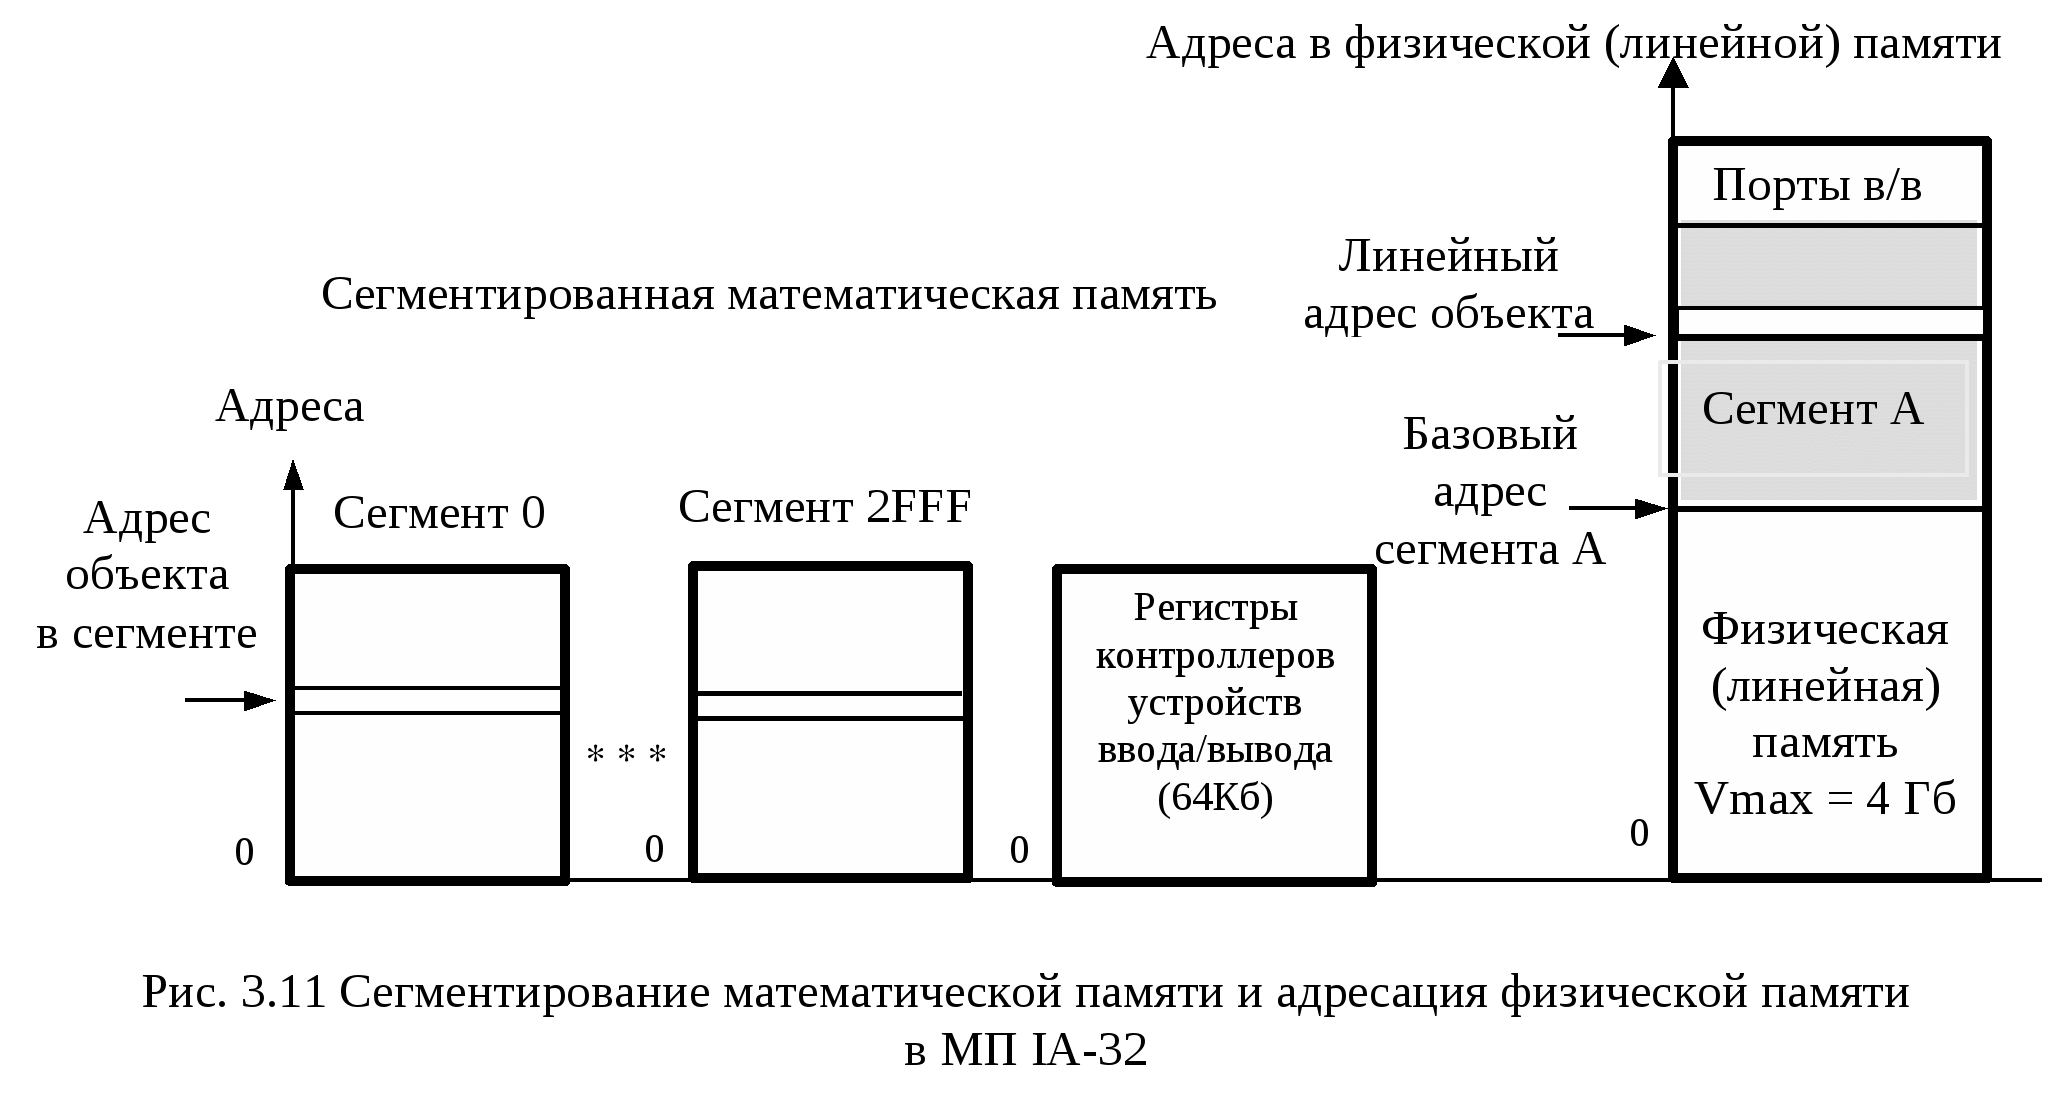 Адреса в физической (линейной) памяти
Порты в/в
Линейный
адрес объекта
Сегментированная математическая память
Адреса
Сегмент А
Базовый
адрес
сегмента А
Адрес
объекта
в сегменте
Сегмент 0
Сегмент 2FFF
Регистры
контроллеров
устройств
ввода/вывода
(64Кб)
Физическая
(линейная)
память
Vmax = 4 Гб
* * *
0
0
0
0
Рис. 3.11 Сегментирование математической памяти и адресация физической памяти
в МП IA-32